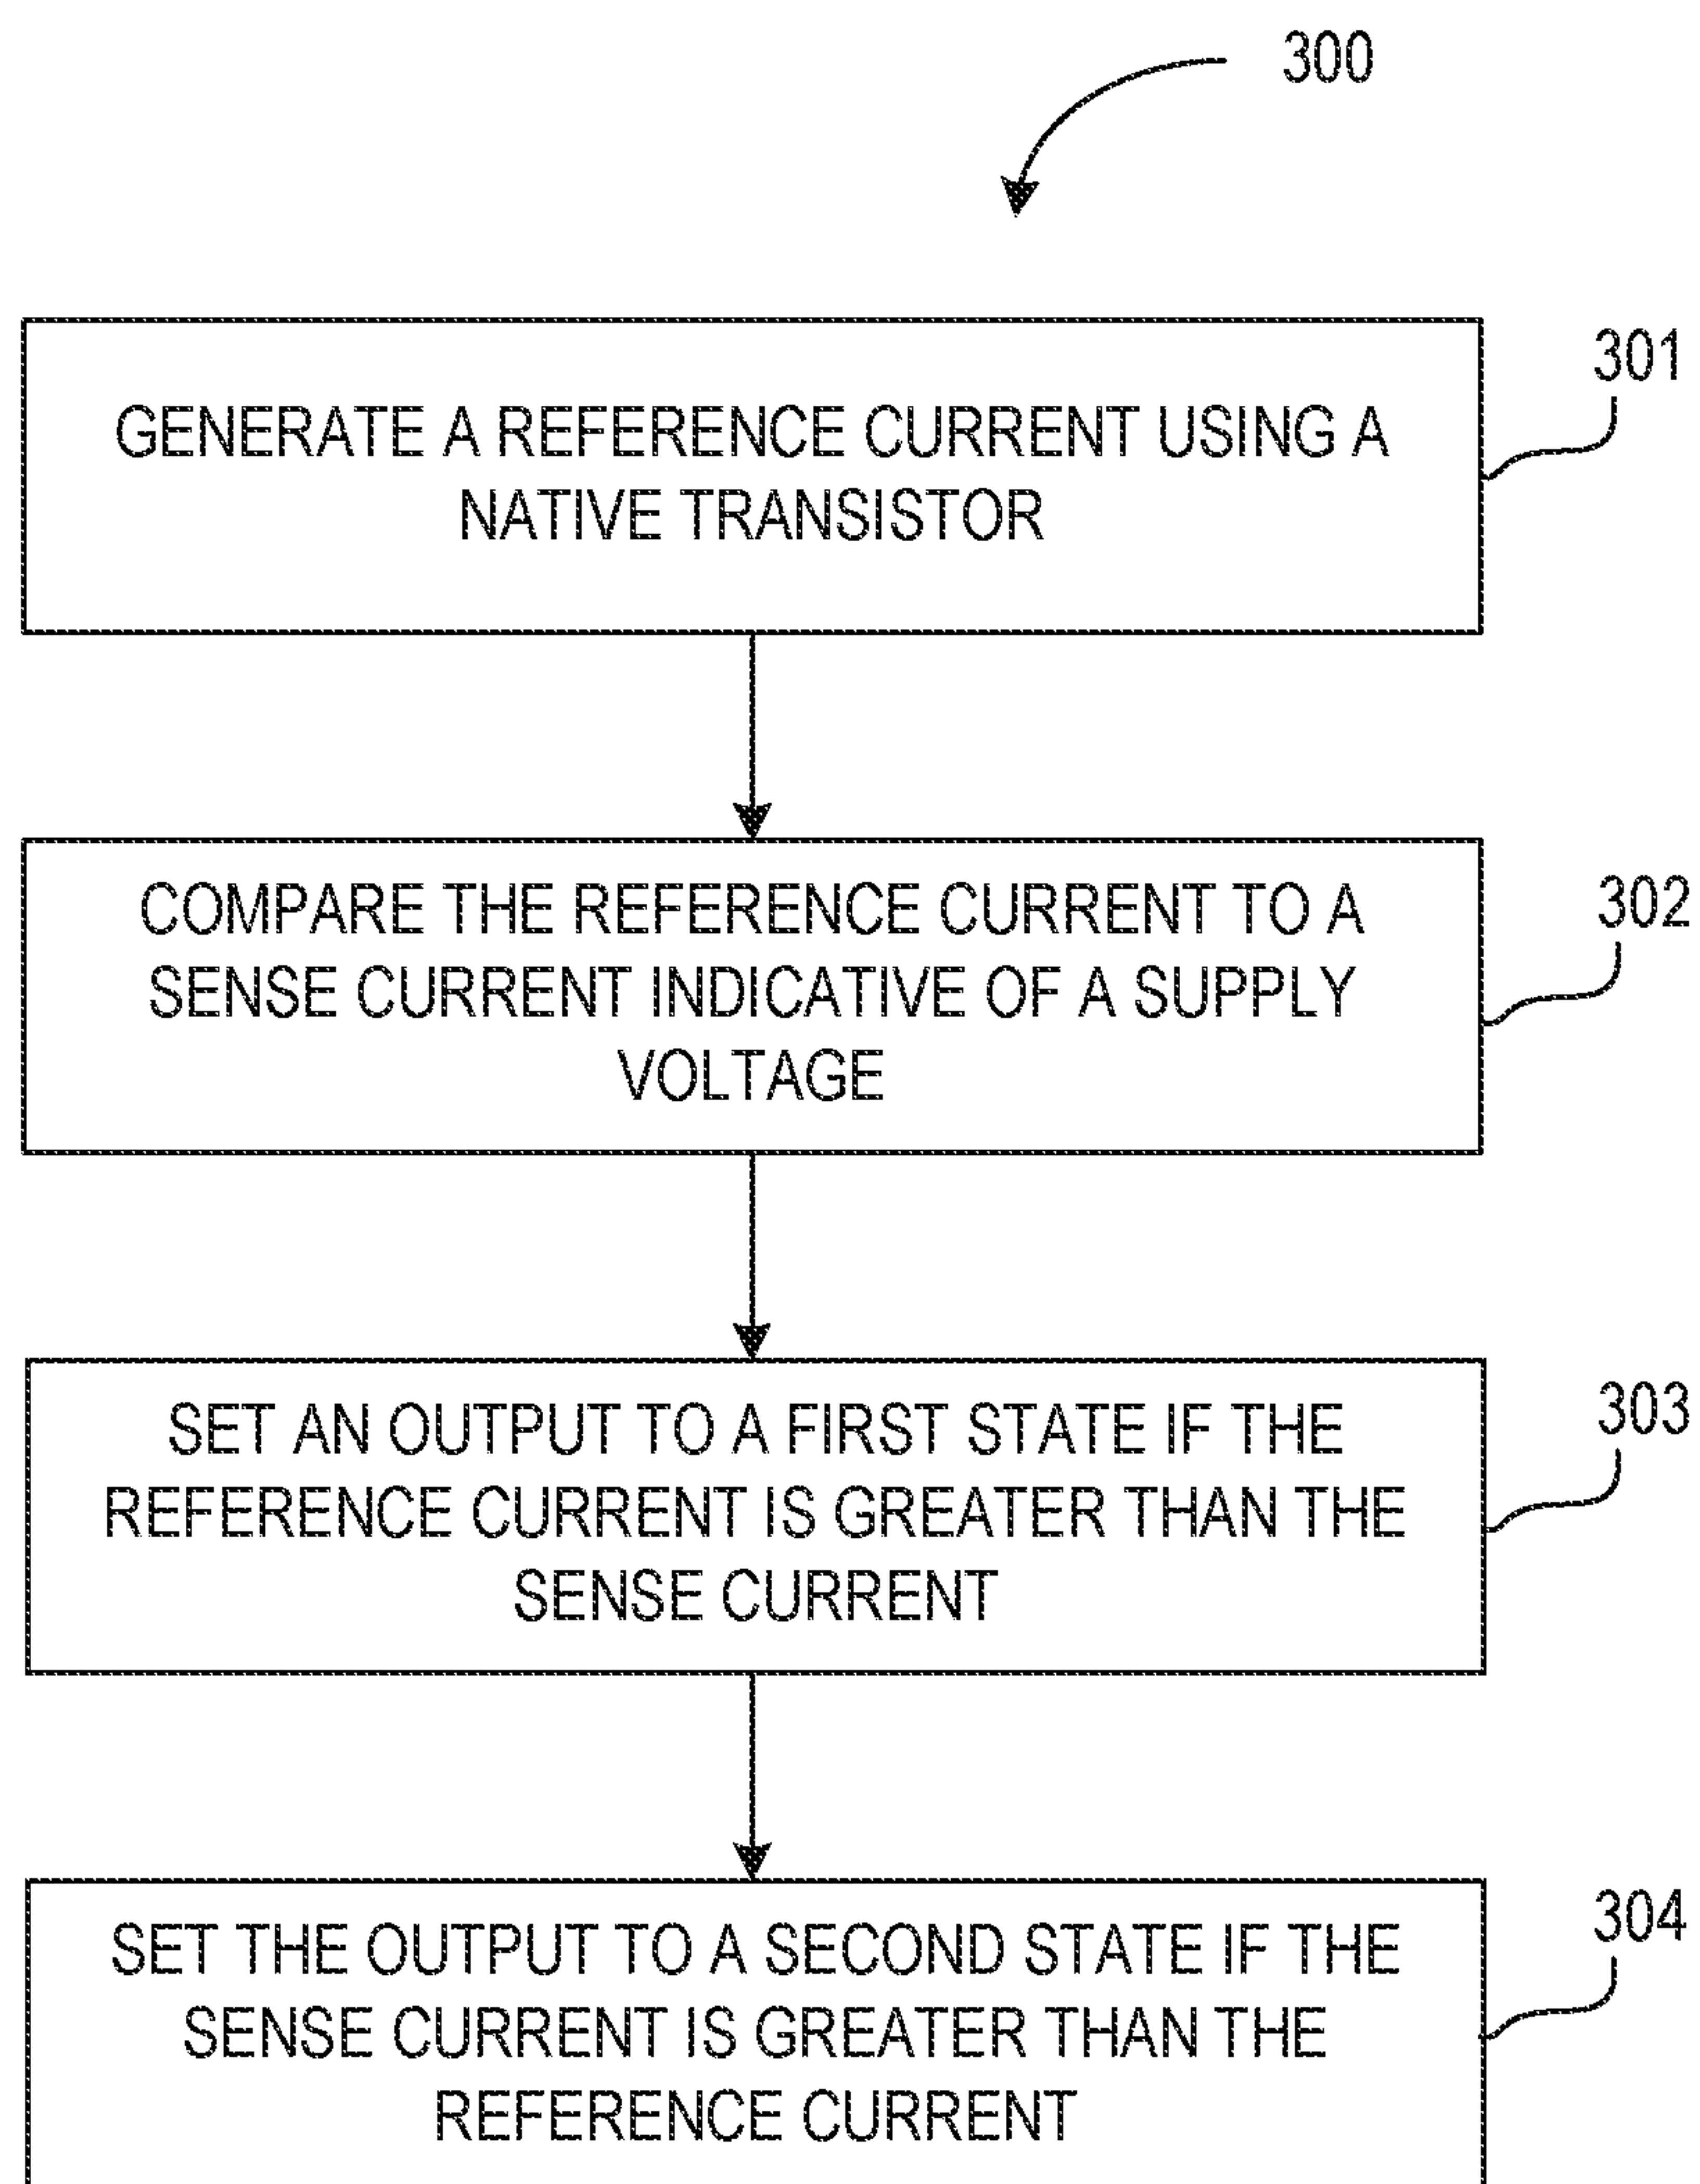 300
GENERATE A REFERENCE CURRENT USING A
NATIVE TRANSISTOR
301
COMPARE THE REFERENCE CURRENT TO A
SENSE CURRENT INDICATIVE OF A SUPPLY
VOLTAGE
302
SET AN OUTPUT TO A FIRST STATE IF THE
REFERENCE CURRENT IS GREATER THAN THE
SENSE CURRENT
303
SET THE OUTPUT TO A SECOND STATE IF THE
SENSE CURRENT IS GREATER THAN THE
REFERENCE CURRENT
304